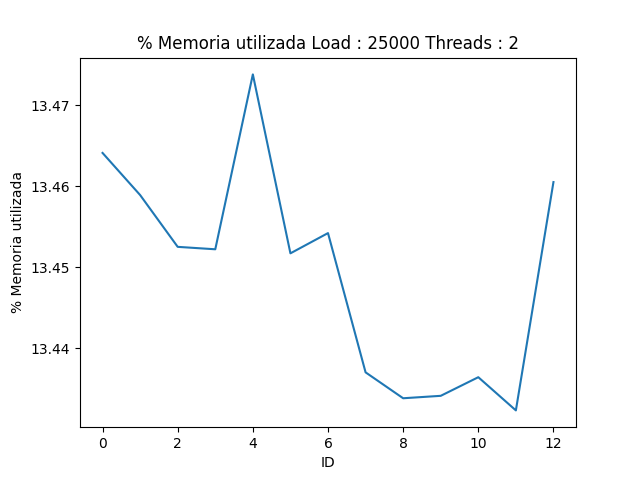 % Memoria utilizada Load : 25000 Threads : 2
13.47
13.46
13.45
13.44
% Memoria utilizada
0 2 4 6 8 10 12
ID